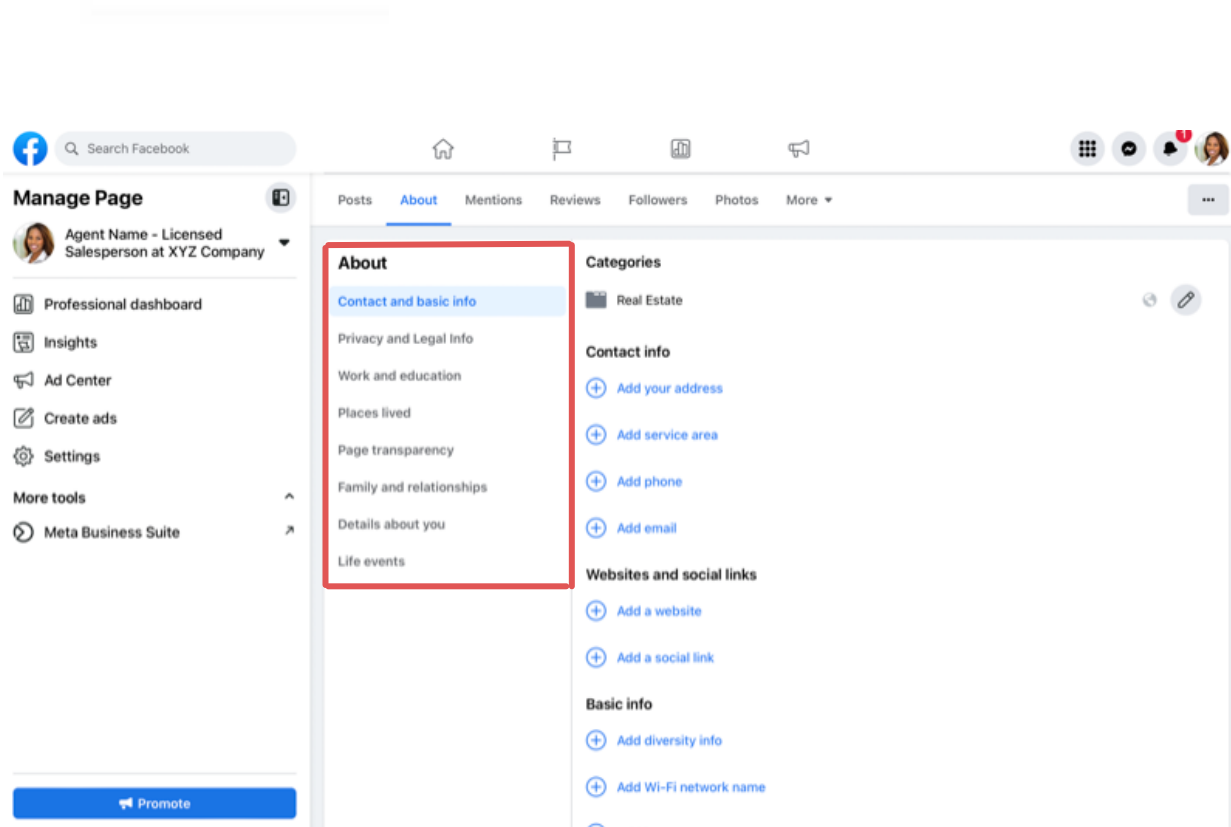 Search Facebook
1
Manage Page
Agent Name - Licensed
Salesperson at XYZ Company
Professional dashboard
Insights
Ad Center
Create ads
Settings
More tools
Meta Business Suite
Promote
Posts
About
Mentions
Reviews
Followers
Photos
More
About
Contact and basic info
Privacy and Legal Info
Work and education
Places lived
Page transparency
Family and relationships
Details about you
Life events
Categories
Real Estate
Contact info
Add your address
Add service area
Add phone
Add email
Websites and social links
Add a website
Add a social link
Basic info
Add diversity info
Add Wi-Fi network name